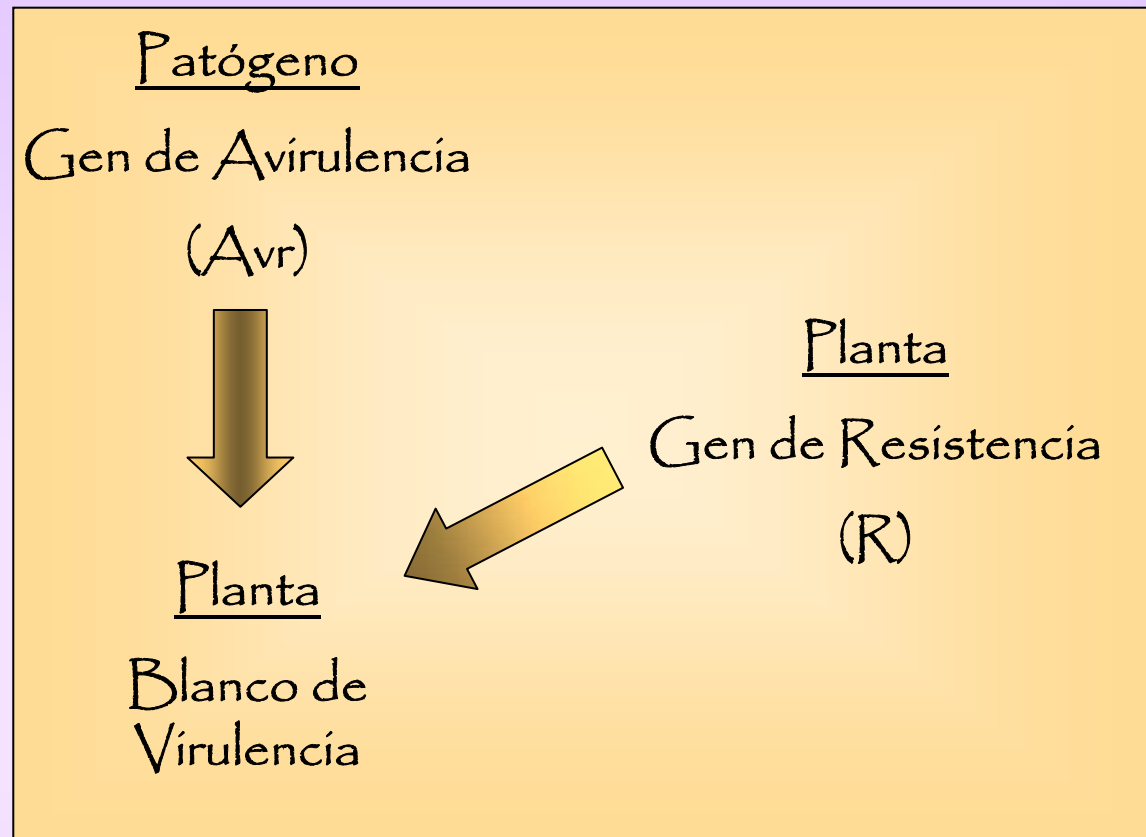 Patógeno
Gen de Avirulencia
(Avr)
Planta
Gen de Resistencia
(R)
Planta
Blanco de
Virulencia